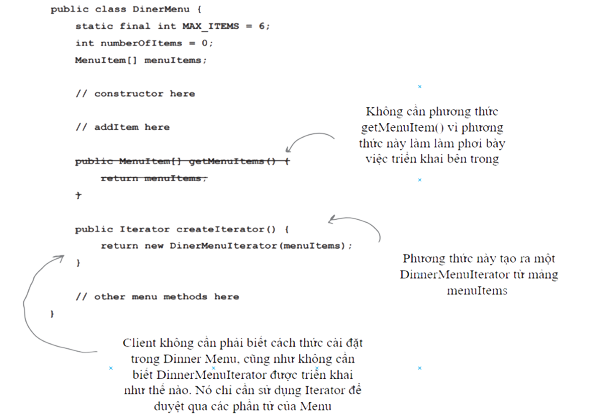 public class DinerMenu {
static final int MAX_ITEMS = 6;
int numberOfItems = 0;
MenuItem[] menuItems;
// constructor here
// addItem here
public MenuItem[] getMenuItems() {
return menuItems;
}
public Iterator createIterator() {
return new DinerMenuIterator(menuItems);
}
// other menu methods here
}
Không cần phương thức
getMenuItem() vì phương
thức này làm làm phơi bày
việc triển khai bên trong
Phương thức này tạo ra một
DinnerMenuIterator từ mảng
menuItems
Client không cần phải biết cách thức cài đặt
trong Dinner Menu, cũng như không cần
biết DinnerMenuIterator được triển khai
như thế nào. Nó chỉ cần sử dụng Iterator để
duyệt qua các phần tử của Menu